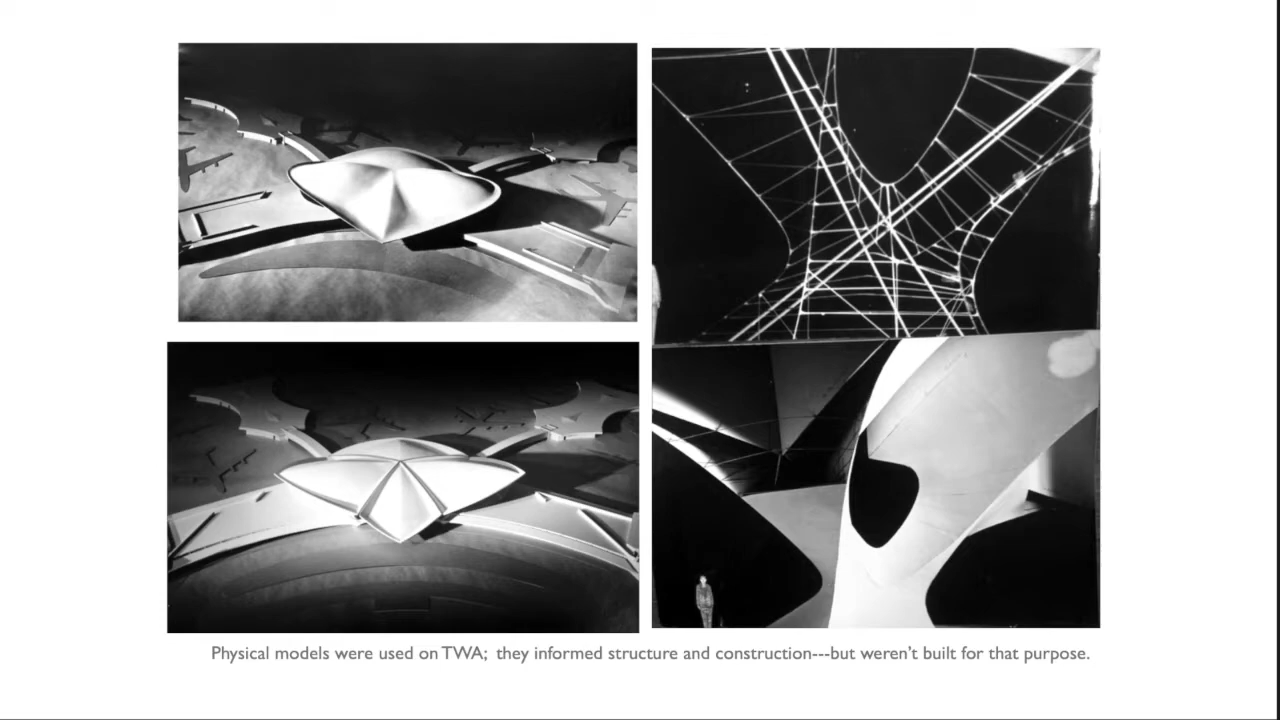 Physical models were used on TWA;  they informed structure and construction---but weren't built for that purpose.